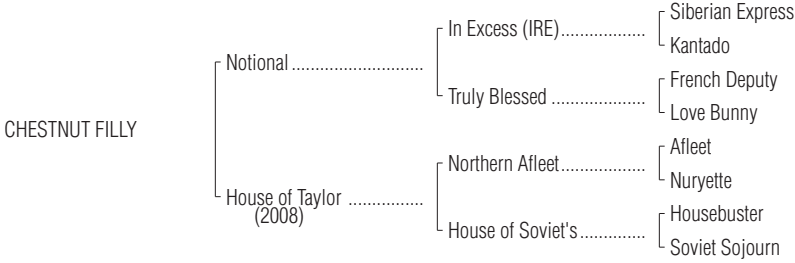 Siberian Express
In Excess (IRE)...................
Kantado
Notional ............................
French Deputy
Truly Blessed ....................
Love Bunny
CHESTNUT FILLY
Afleet
Northern Afleet..................
Nuryette
House of Taylor ................
(2008)
Housebuster
House of Soviet's..............
Soviet Sojourn